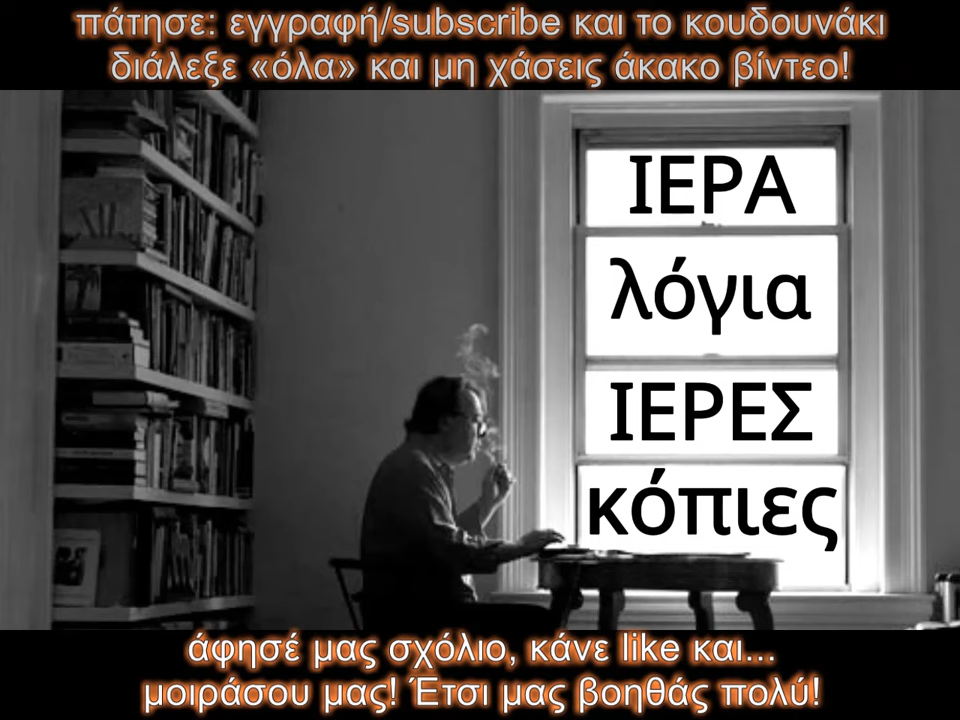 πάτησε: εγγραφή/subscribe και το κουδουνάκι
διάλεξε «όλα» και μη χάσεις άκακο βίντεο!
ΙΕΡΑ
λόγια
ΙΕΡΕΣ
κόπιες
άφησέ μας σχόλιο, κάνε like και...
μοιράσου μας! Έτσι μας βοηθάς πολύ!